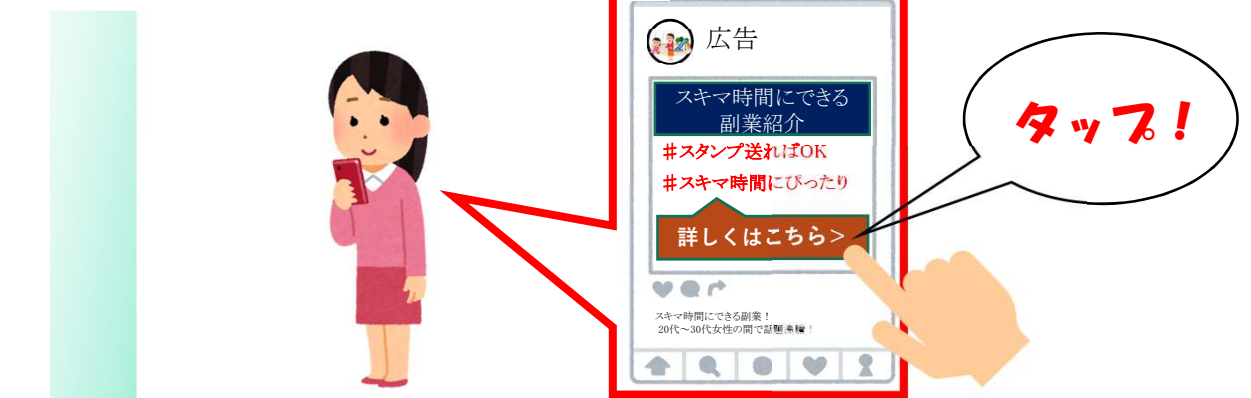 広告
スキマ時間にできる
副業紹介
#スタンプ送ればOK
#スキマ時間にぴったり
詳しくはこちら>
スキマ時間にできる副業!
20代~30代女性の間で話題沸騰!
タップ!